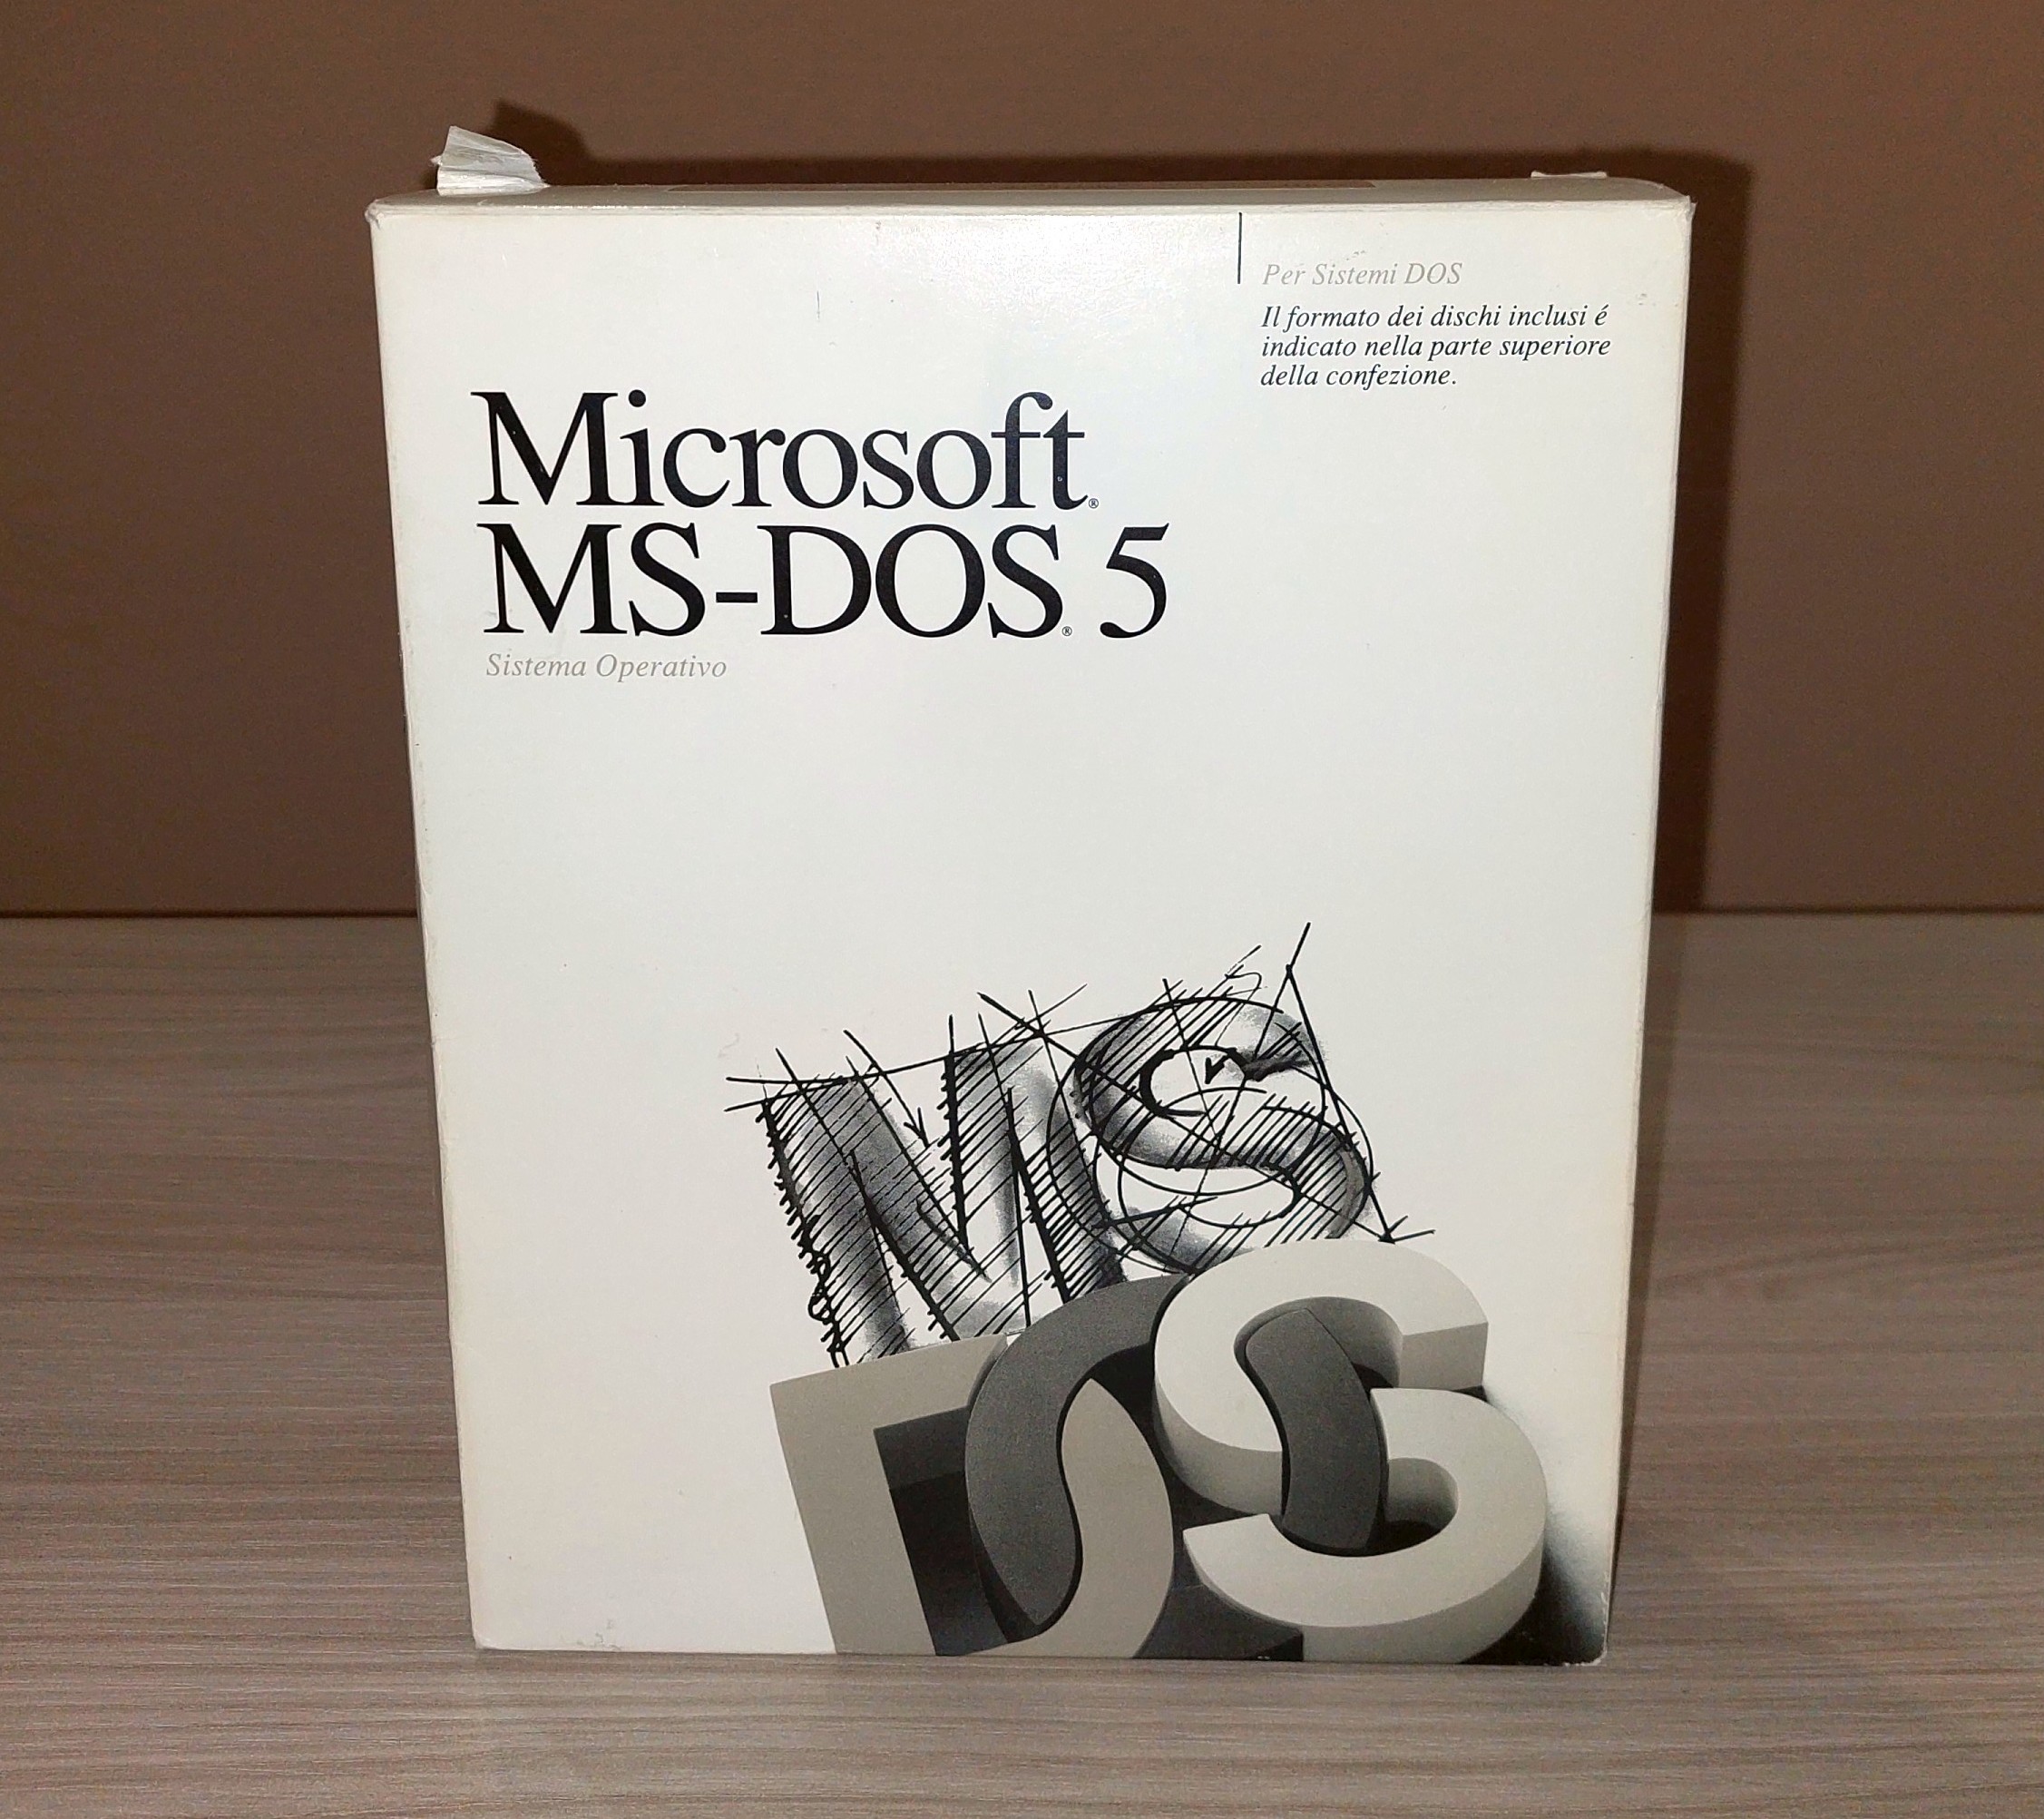 Per Sistemi DOS
Il formato dei dischi inclusi é
indicato nella parte superiore
della confezione.
Microsoft®
MS-DOS® 5
Sistema Operativo
MS
DOS